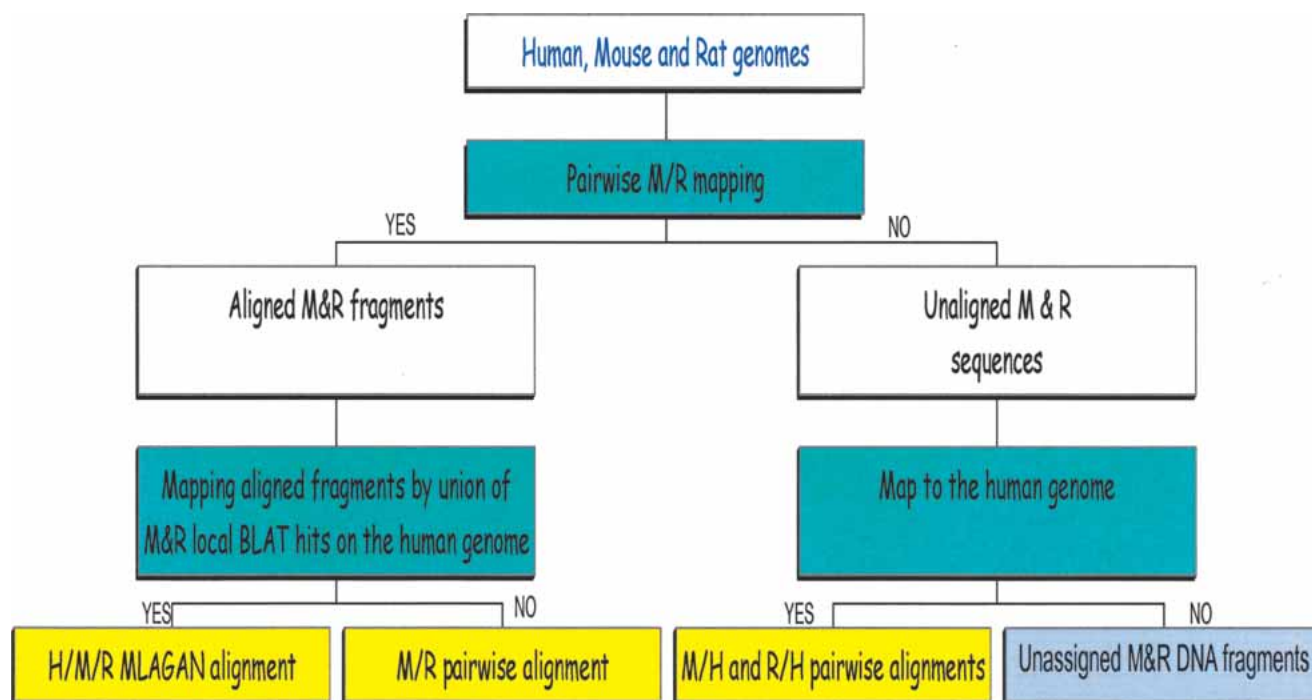 Human, Mouse and Rat genomes
Pairwise M/R mapping
YES
NO
Aligned M&R fragments
Unaligned M & R
sequences
Mapping aligned fragments by union of
M&R local BLAT hits on the human genome
Map to the human genome
YES
NO
YES
NO
H/M/R MLAGAN alignment
M/R pairwise alignment
M/H and R/H pairwise alignments
Unassigned M&R DNA fragments